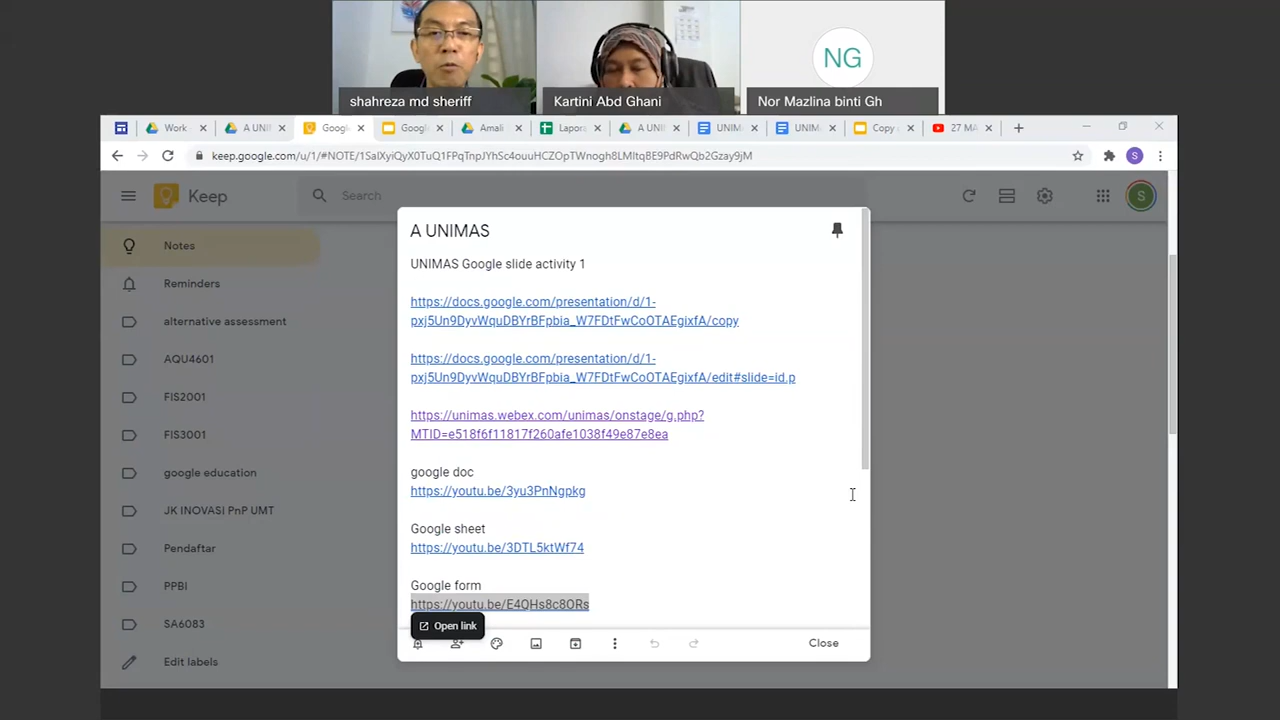 NG
shahreza md sheriff
Kartini Abd Ghani
Nor Mazlina binti Gh
Work
A UNI
Googl
Googl
Amali
Lapora
A UNI
UNIM
UNIM
Copy
27 MA
keep.google.com/u/1/#NOTE/1SaIXyiQyX0TuQ1FPqTnpJYhSc4ouuHCZOpTWnogh8LMItqBE9PdRwQb2Gzay9jM
S
Keep
Search
S
Notes
Reminders
alternative assessment
AQU4601
FIS2001
FIS3001
google education
JK INOVASI PnP UMT
Pendaftar
PPBI
SA6083
Edit labels
A UNIMAS
UNIMAS Google slide activity 1
https://docs.google.com/presentation/d/1-
pxj5Un9DyvWquDBYrBFpbia_W7FDtFwCoOTAEgixfA/copy
https://docs.google.com/presentation/d/1-
pxj5Un9DyvWquDBYrBFpbia_W7FDtFwCoOTAEgixfA/edit#slide=id.p
https://unimas.webex.com/unimas/onstage/g.php?
MTID=e518f6f11817f260afe1038f49e87e8ea
google doc
https://youtu.be/3yu3PnNgpkg
Google sheet
https://youtu.be/3DTL5ktWf74
Google form
https://youtu.be/E4QHs8c8ORs
Open link
Close